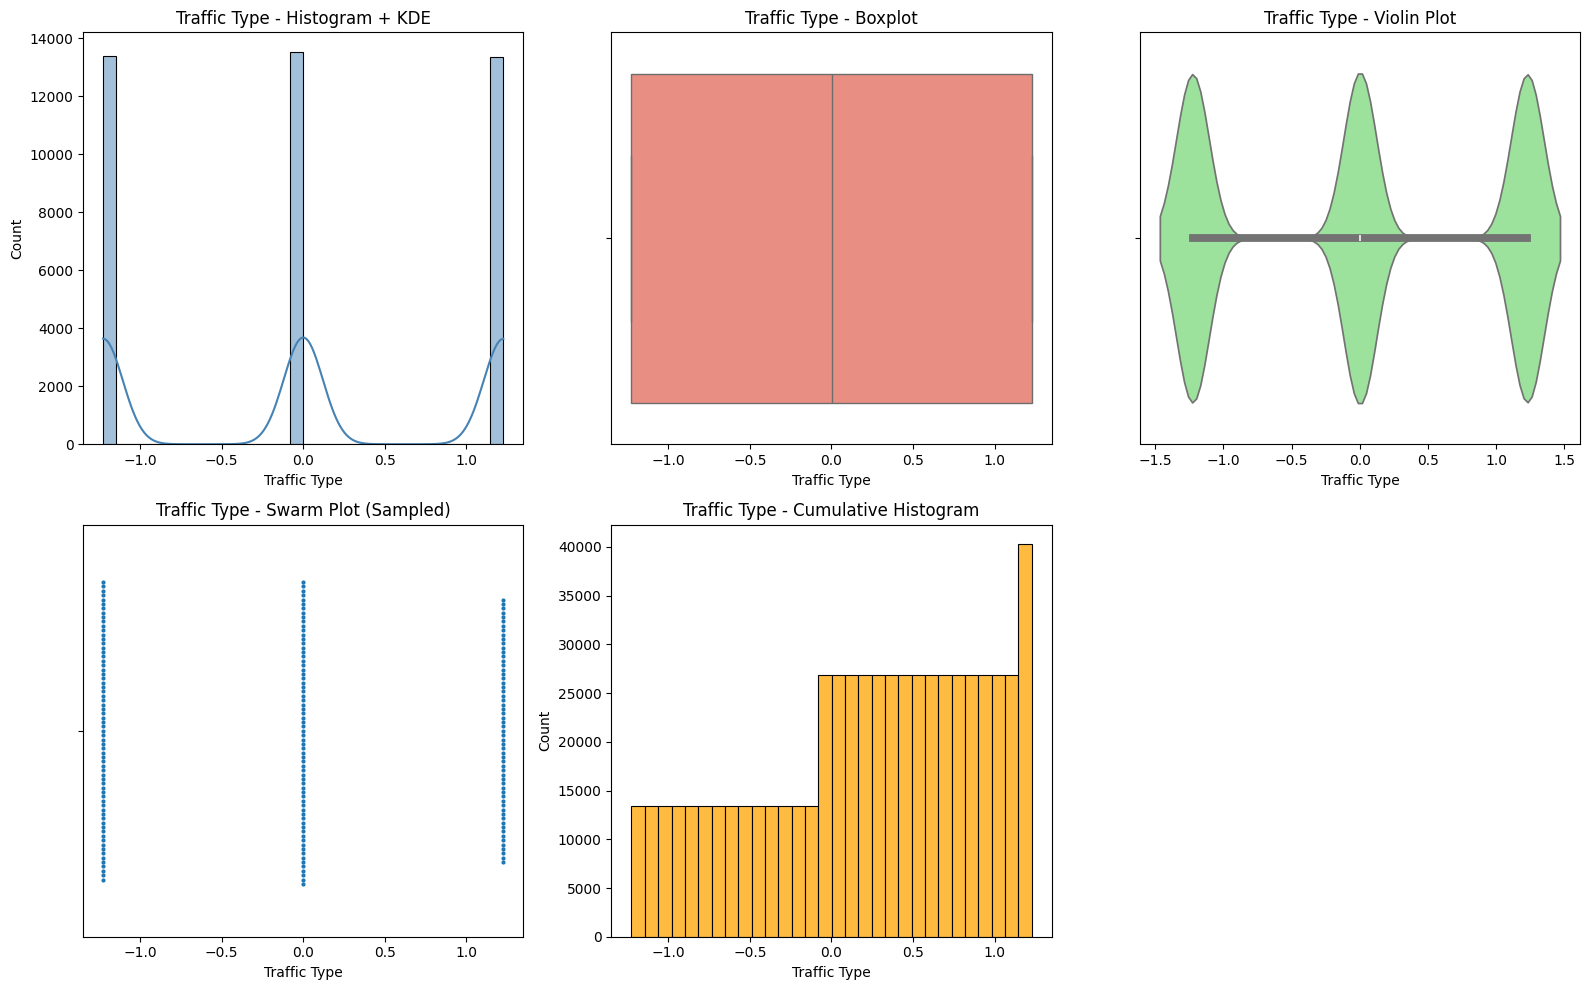 Traffic Type - Histogram + KDE
14000
12000
10000
8000
6000
4000
2000
0
Count
−1.0 −0.5 0.0 0.5 1.0
Traffic Type
Traffic Type - Boxplot
−1.0 −0.5 0.0 0.5 1.0
Traffic Type
Traffic Type - Violin Plot
−1.5 −1.0 −0.5 0.0 0.5 1.0 1.5
Traffic Type
Traffic Type - Swarm Plot (Sampled)
−1.0 −0.5 0.0 0.5 1.0
Traffic Type
Traffic Type - Cumulative Histogram
40000
35000
30000
25000
20000
15000
10000
5000
0
Count
−1.0 −0.5 0.0 0.5 1.0
Traffic Type